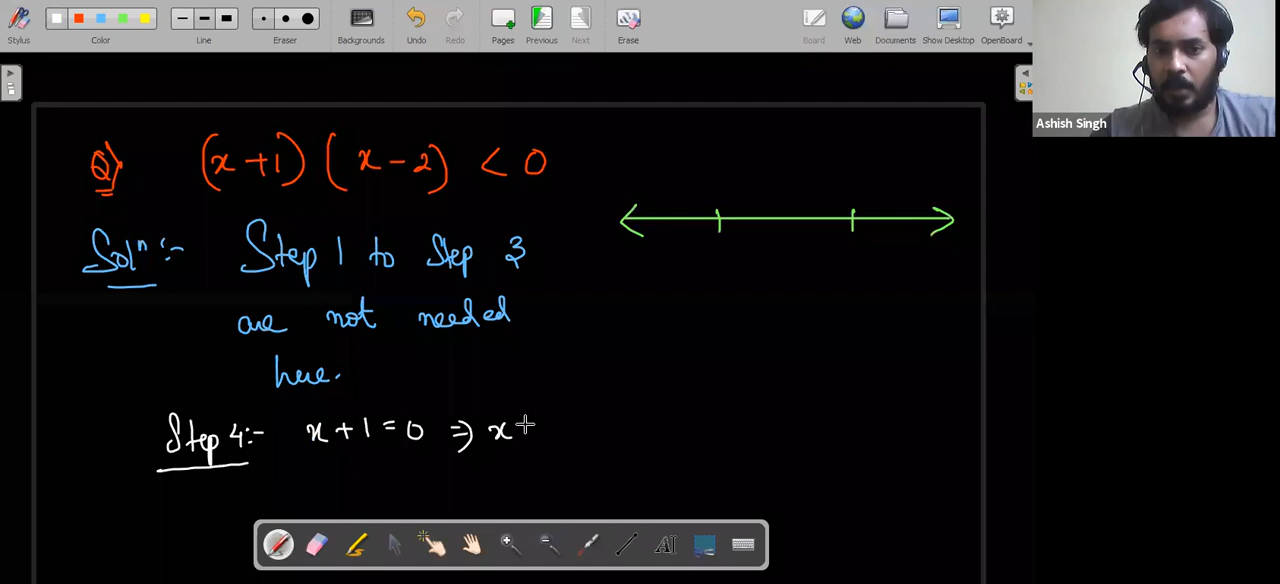 Stylus Color Line Eraser Backgrounds Undo Redo Pages Previous Next Erase Board Web Documents Show Desktop OpenBoard
Ashish Singh
Q) (x+1) (x-2) < 0
Solⁿ:- Step 1 to Step 3
are not needed
here.
Step 4:- x+1=0 ⇒ x